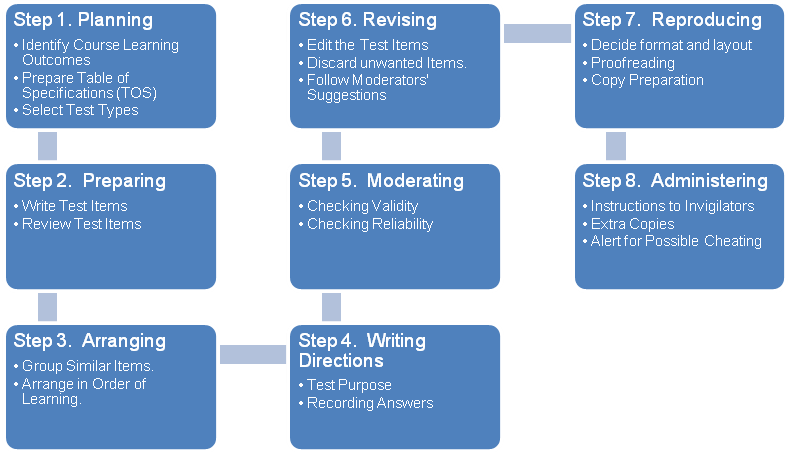 Step 1. Planning
• Identify Course Learning
Outcomes
• Prepare Table of
Specifications (TOS)
• Select Test Types
Step 2.  Preparing
• Write Test Items
• Review Test Items
Step 3.  Arranging
• Group Similar Items.
• Arrange in Order of
Learning.
Step 4.  Writing
Directions
• Test Purpose
• Recording Answers
Step 5.  Moderating
• Checking Validity
• Checking Reliability
Step 6. Revising
• Edit the Test Items
• Discard unwanted Items.
• Follow Moderators'
Suggestions
Step 7.  Reproducing
• Decide format and layout
• Proofreading
• Copy Preparation
Step 8.  Administering
• Instructions to Invigilators
• Extra Copies
• Alert for Possible Cheating